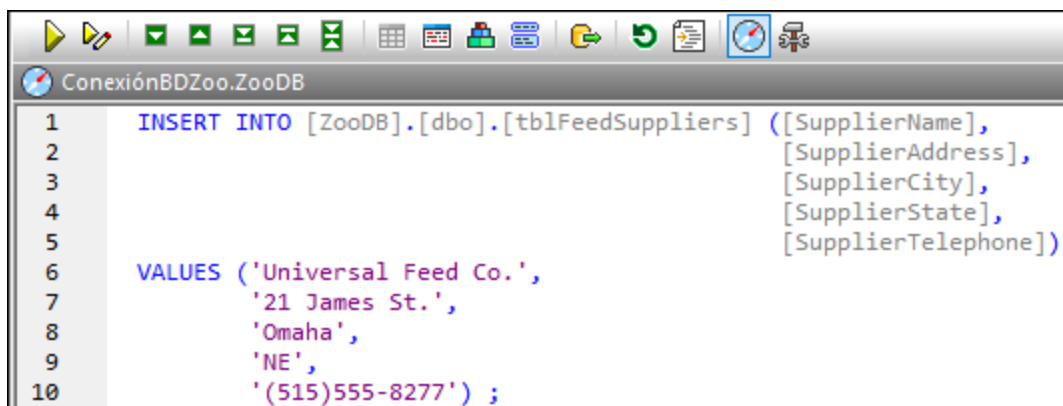 ConexiónBDZoo.ZooDB
1 INSERT INTO [ZooDB].[dbo].[tblFeedSuppliers] ([SupplierName],
2 [SupplierAddress],
3 [SupplierCity],
4 [SupplierState],
5 [SupplierTelephone])
6 VALUES ('Universal Feed Co.',
7 '21 James St.',
8 'Omaha',
9 'NE',
10 '(515)555-8277') ;